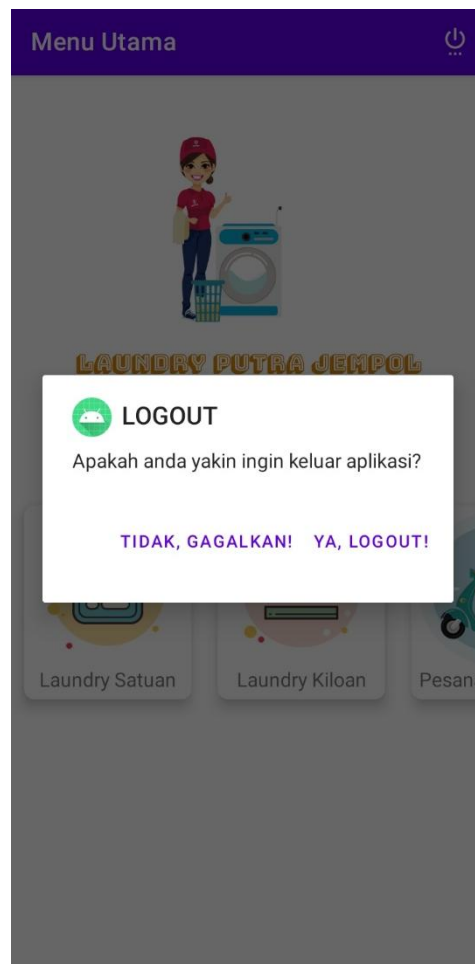 Menu Utama
LAUNDRY PUTRA JEMPOL
LOGOUT
Apakah anda yakin ingin keluar aplikasi?
TIDAK, GAGALKAN! YA, LOGOUT!
Laundry Satuan Laundry Kiloan Pesan